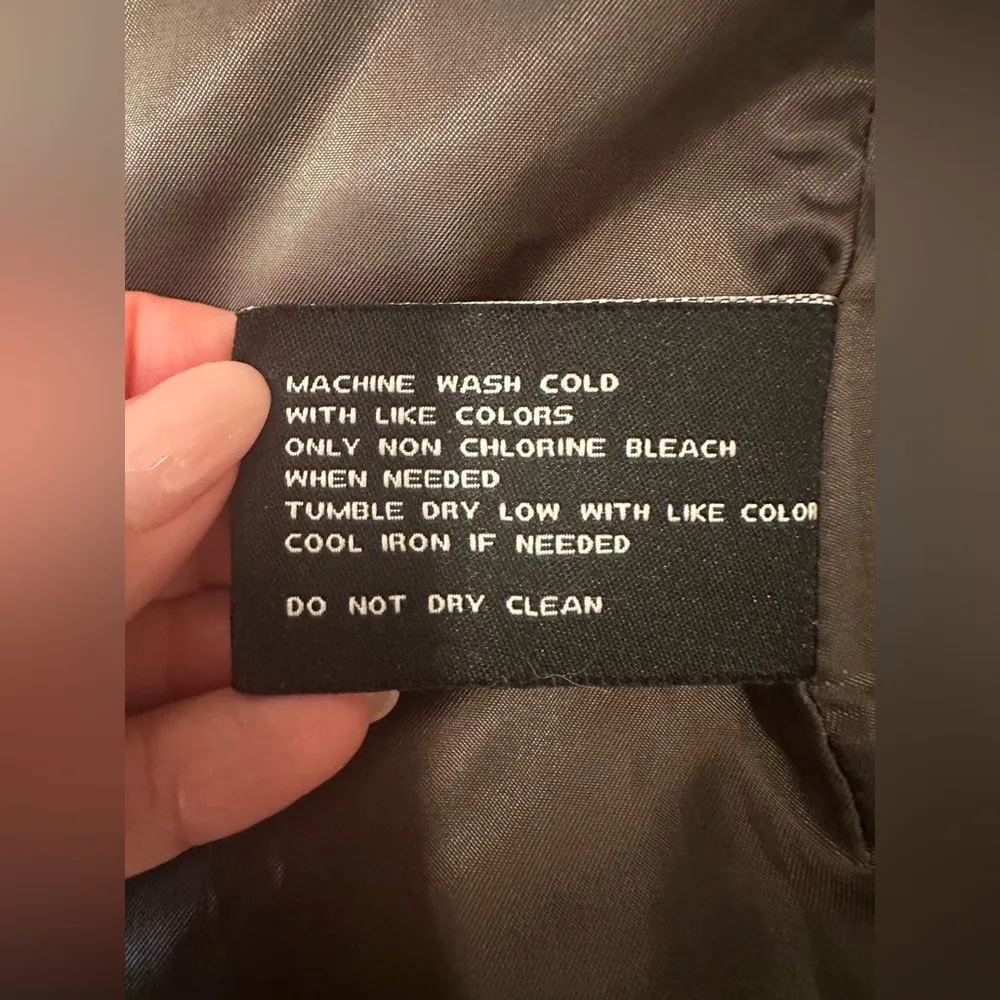 MACHINE WASH COLD
WITH LIKE COLORS
ONLY NON CHLORINE BLEACH
WHEN NEEDED
TUMBLE DRY LOW WITH LIKE COLOR
COOL IRON IF NEEDED
DO NOT DRY CLEAN